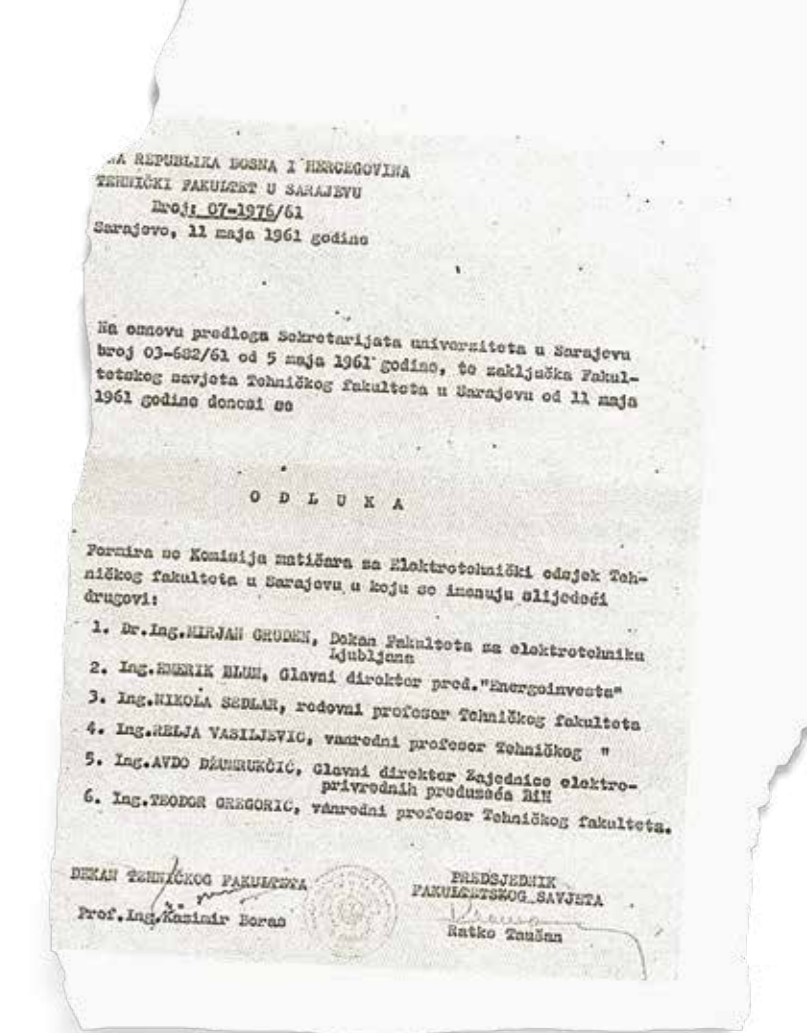 NA REPUBLIKA BOSNA I HERCEGOVINA
TEHNIČKI FAKULTET U SARAJEVU
Broj: 07-1976/61
Sarajevo, 11 maja 1961 godine
Na osnovu predloga Sekretarijata univerziteta u Sarajevu
broj 03-682/61 od 5 maja 1961 godine, te zaključka Fakul-
tetskog savjeta Tehničkog fakulteta u Sarajevu od 11 maja
1961 godine donosi se
O D L U K A
Formira se Komisija matičara za Elektrotehnički odsjek Teh-
ničkog fakulteta u Sarajevu u koju se imenuju slijedeći
drugovi:
1. Dr.Ing.MIRJAN GRUDEN, Dekan Fakulteta za elektrotehniku
Ljubljana
2. Ing.EMERIK BLUM, Glavni direktor pred."Energoinvesta"
3. Ing.NIKOLA SEDLAR, redovni profesor Tehničkog fakulteta
4. Ing.RELJA VASILJEVIĆ, vanredni profesor Tehničkog "
5. Ing.AVDO DŽUMRUKČIĆ, Glavni direktor Zajednice elektro-
privrednih preduzeća BiH
6. Ing.TEODOR GREGORIĆ, vanredni profesor Tehničkog fakulteta.
DEKAN TEHNIČKOG FAKULTETA
Prof.Ing.Kazimir Boras
PREDSJEDNIK
FAKULTETSKOG SAVJETA
Ratko Taušan